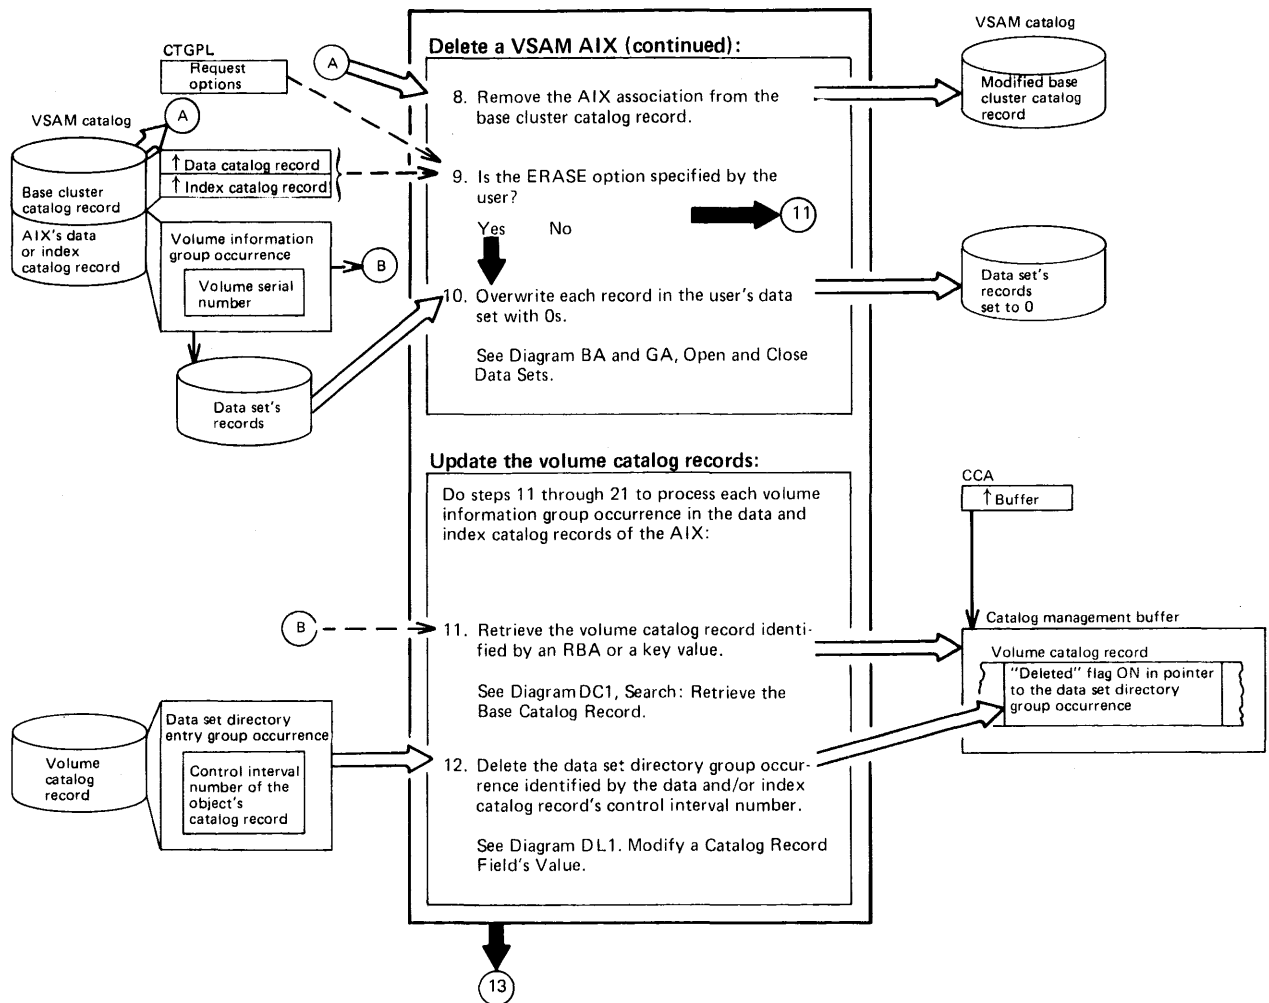 VSAM catalog
Delete a VSAM AIX (continued):
CTGPL
Request
options
A
8. Remove the AIX association from the
base cluster catalog record.
Modified base
cluster catalog
record
VSAM catalog
A
↑ Data catalog record
↑ Index catalog record
Base cluster
catalog record
AIX's data
or index
catalog record
9. Is the ERASE option specified by the
user?
Yes No
11
Volume information
group occurrence
Volume serial
number
B
10. Overwrite each record in the user's data
set with 0s.
See Diagram BA and GA, Open and Close
Data Sets.
Data set's
records
set to 0
Data set's
records
Update the volume catalog records:
Do steps 11 through 21 to process each volume
information group occurrence in the data and
index catalog records of the AIX:
CCA
↑ Buffer
B
11. Retrieve the volume catalog record identi-
fied by an RBA or a key value.
See Diagram DC1, Search: Retrieve the
Base Catalog Record.
Catalog management buffer
Volume catalog record
"Deleted" flag ON in pointer
to the data set directory
group occurrence
Volume
catalog
record
Data set directory
entry group occurrence
Control interval
number of the
object's
catalog record
12. Delete the data set directory group occur-
rence identified by the data and/or index
catalog record's control interval number.
See Diagram DL1. Modify a Catalog Record
Field's Value.
13